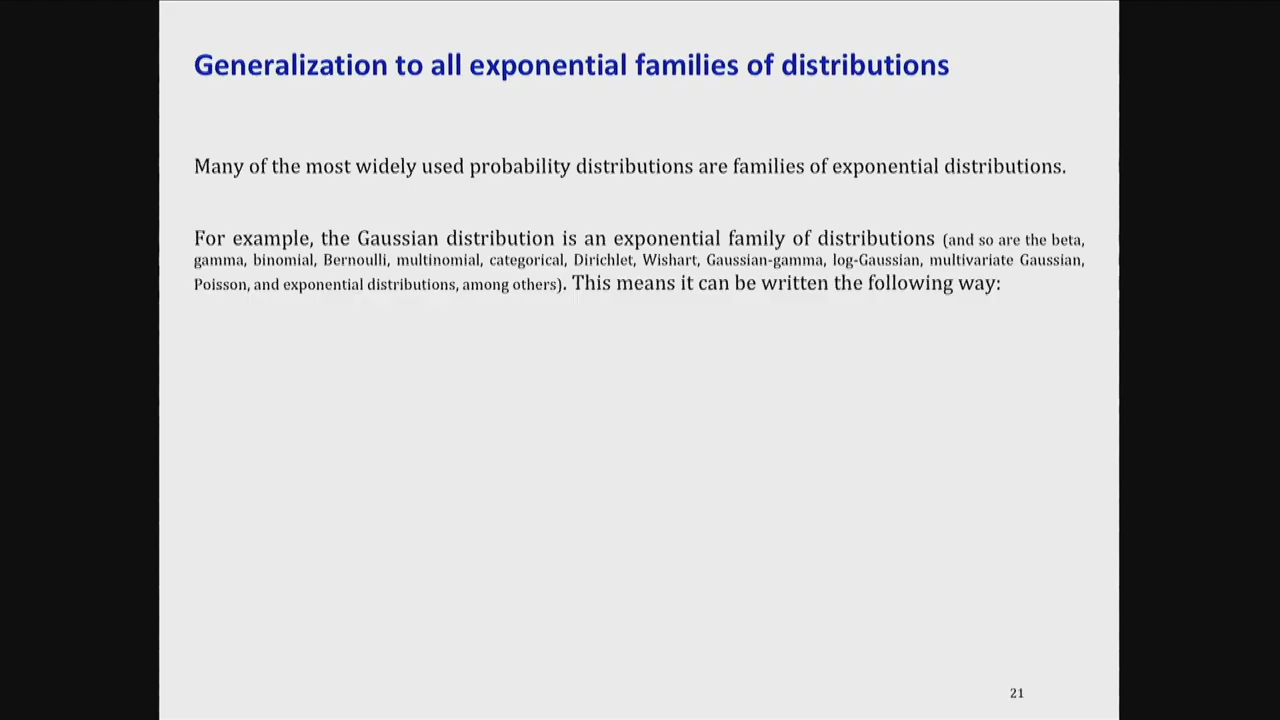 Generalization to all exponential families of distributions
Many of the most widely used probability distributions are families of exponential distributions.
For example, the Gaussian distribution is an exponential family of distributions (and so are the beta,
gamma, binomial, Bernoulli, multinomial, categorical, Dirichlet, Wishart, Gaussian-gamma, log-Gaussian, multivariate Gaussian,
Poisson, and exponential distributions, among others). This means it can be written the following way:
21